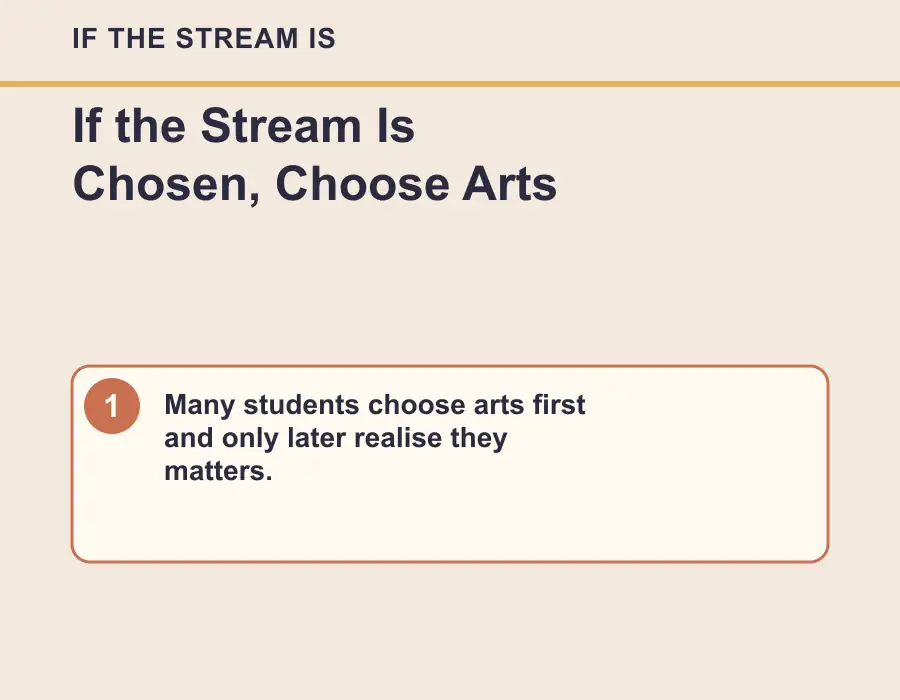 IF THE STREAM IS
If the Stream Is
Chosen, Choose Arts
1
Many students choose arts first
and only later realise they
matters.